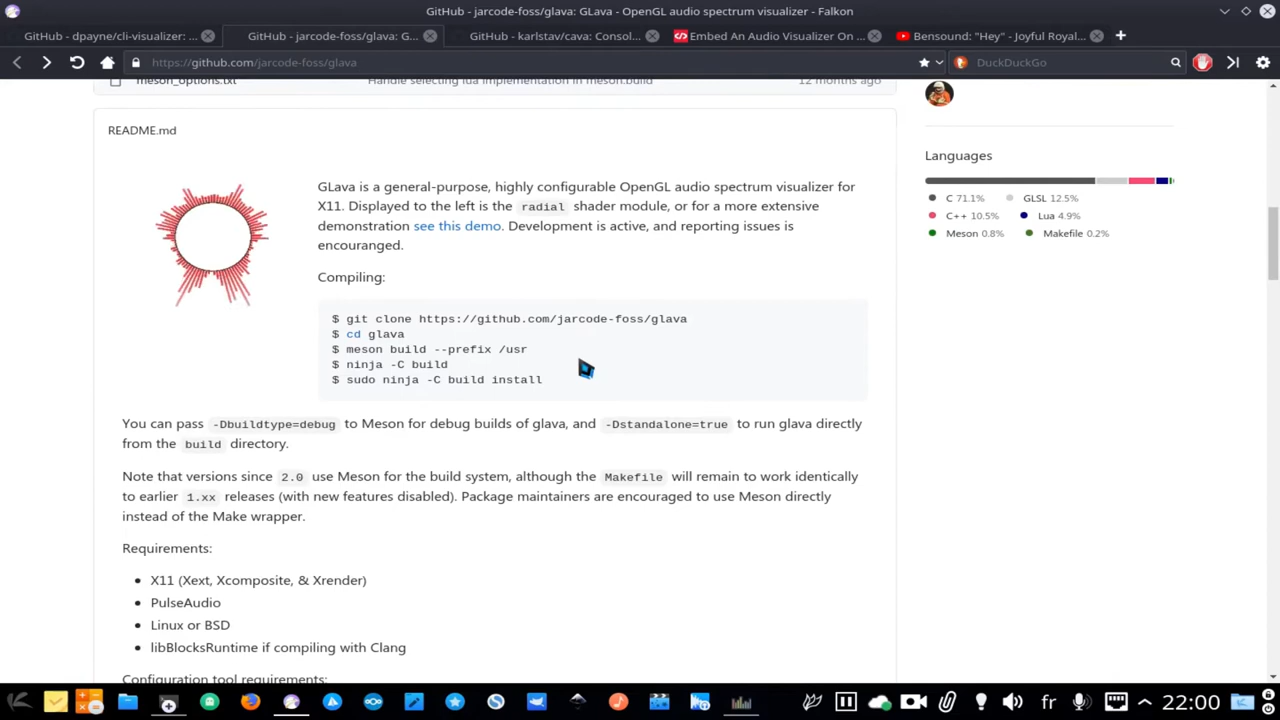 GitHub - jarcode-foss/glava: GLava - OpenGL audio spectrum visualizer - Falkon
GitHub - dpayne/cli-visualizer: ...
GitHub - jarcode-foss/glava: G...
GitHub - karlstav/cava: Consol...
Embed An Audio Visualizer On ...
Bensound: "Hey" - Joyful Royal...
https://github.com/jarcode-foss/glava
DuckDuckGo
meson_options.txt Handle selecting lua implementation in meson.build 12 months ago
README.md
GLava is a general-purpose, highly configurable OpenGL audio spectrum visualizer for
X11. Displayed to the left is the radial shader module, or for a more extensive
demonstration see this demo. Development is active, and reporting issues is
encouranged.
Compiling:
$ git clone https://github.com/jarcode-foss/glava
$ cd glava
$ meson build --prefix /usr
$ ninja -C build
$ sudo ninja -C build install
You can pass -Dbuildtype=debug to Meson for debug builds of glava, and -Dstandalone=true to run glava directly
from the build directory.
Note that versions since 2.0 use Meson for the build system, although the Makefile will remain to work identically
to earlier 1.xx releases (with new features disabled). Package maintainers are encouraged to use Meson directly
instead of the Make wrapper.
Requirements:
X11 (Xext, Xcomposite, & Xrender)
PulseAudio
Linux or BSD
libBlocksRuntime if compiling with Clang
Configuration tool requirements:
Languages
C 71.1% GLSL 12.5%
C++ 10.5% Lua 4.9%
Meson 0.8% Makefile 0.2%
fr
22:00